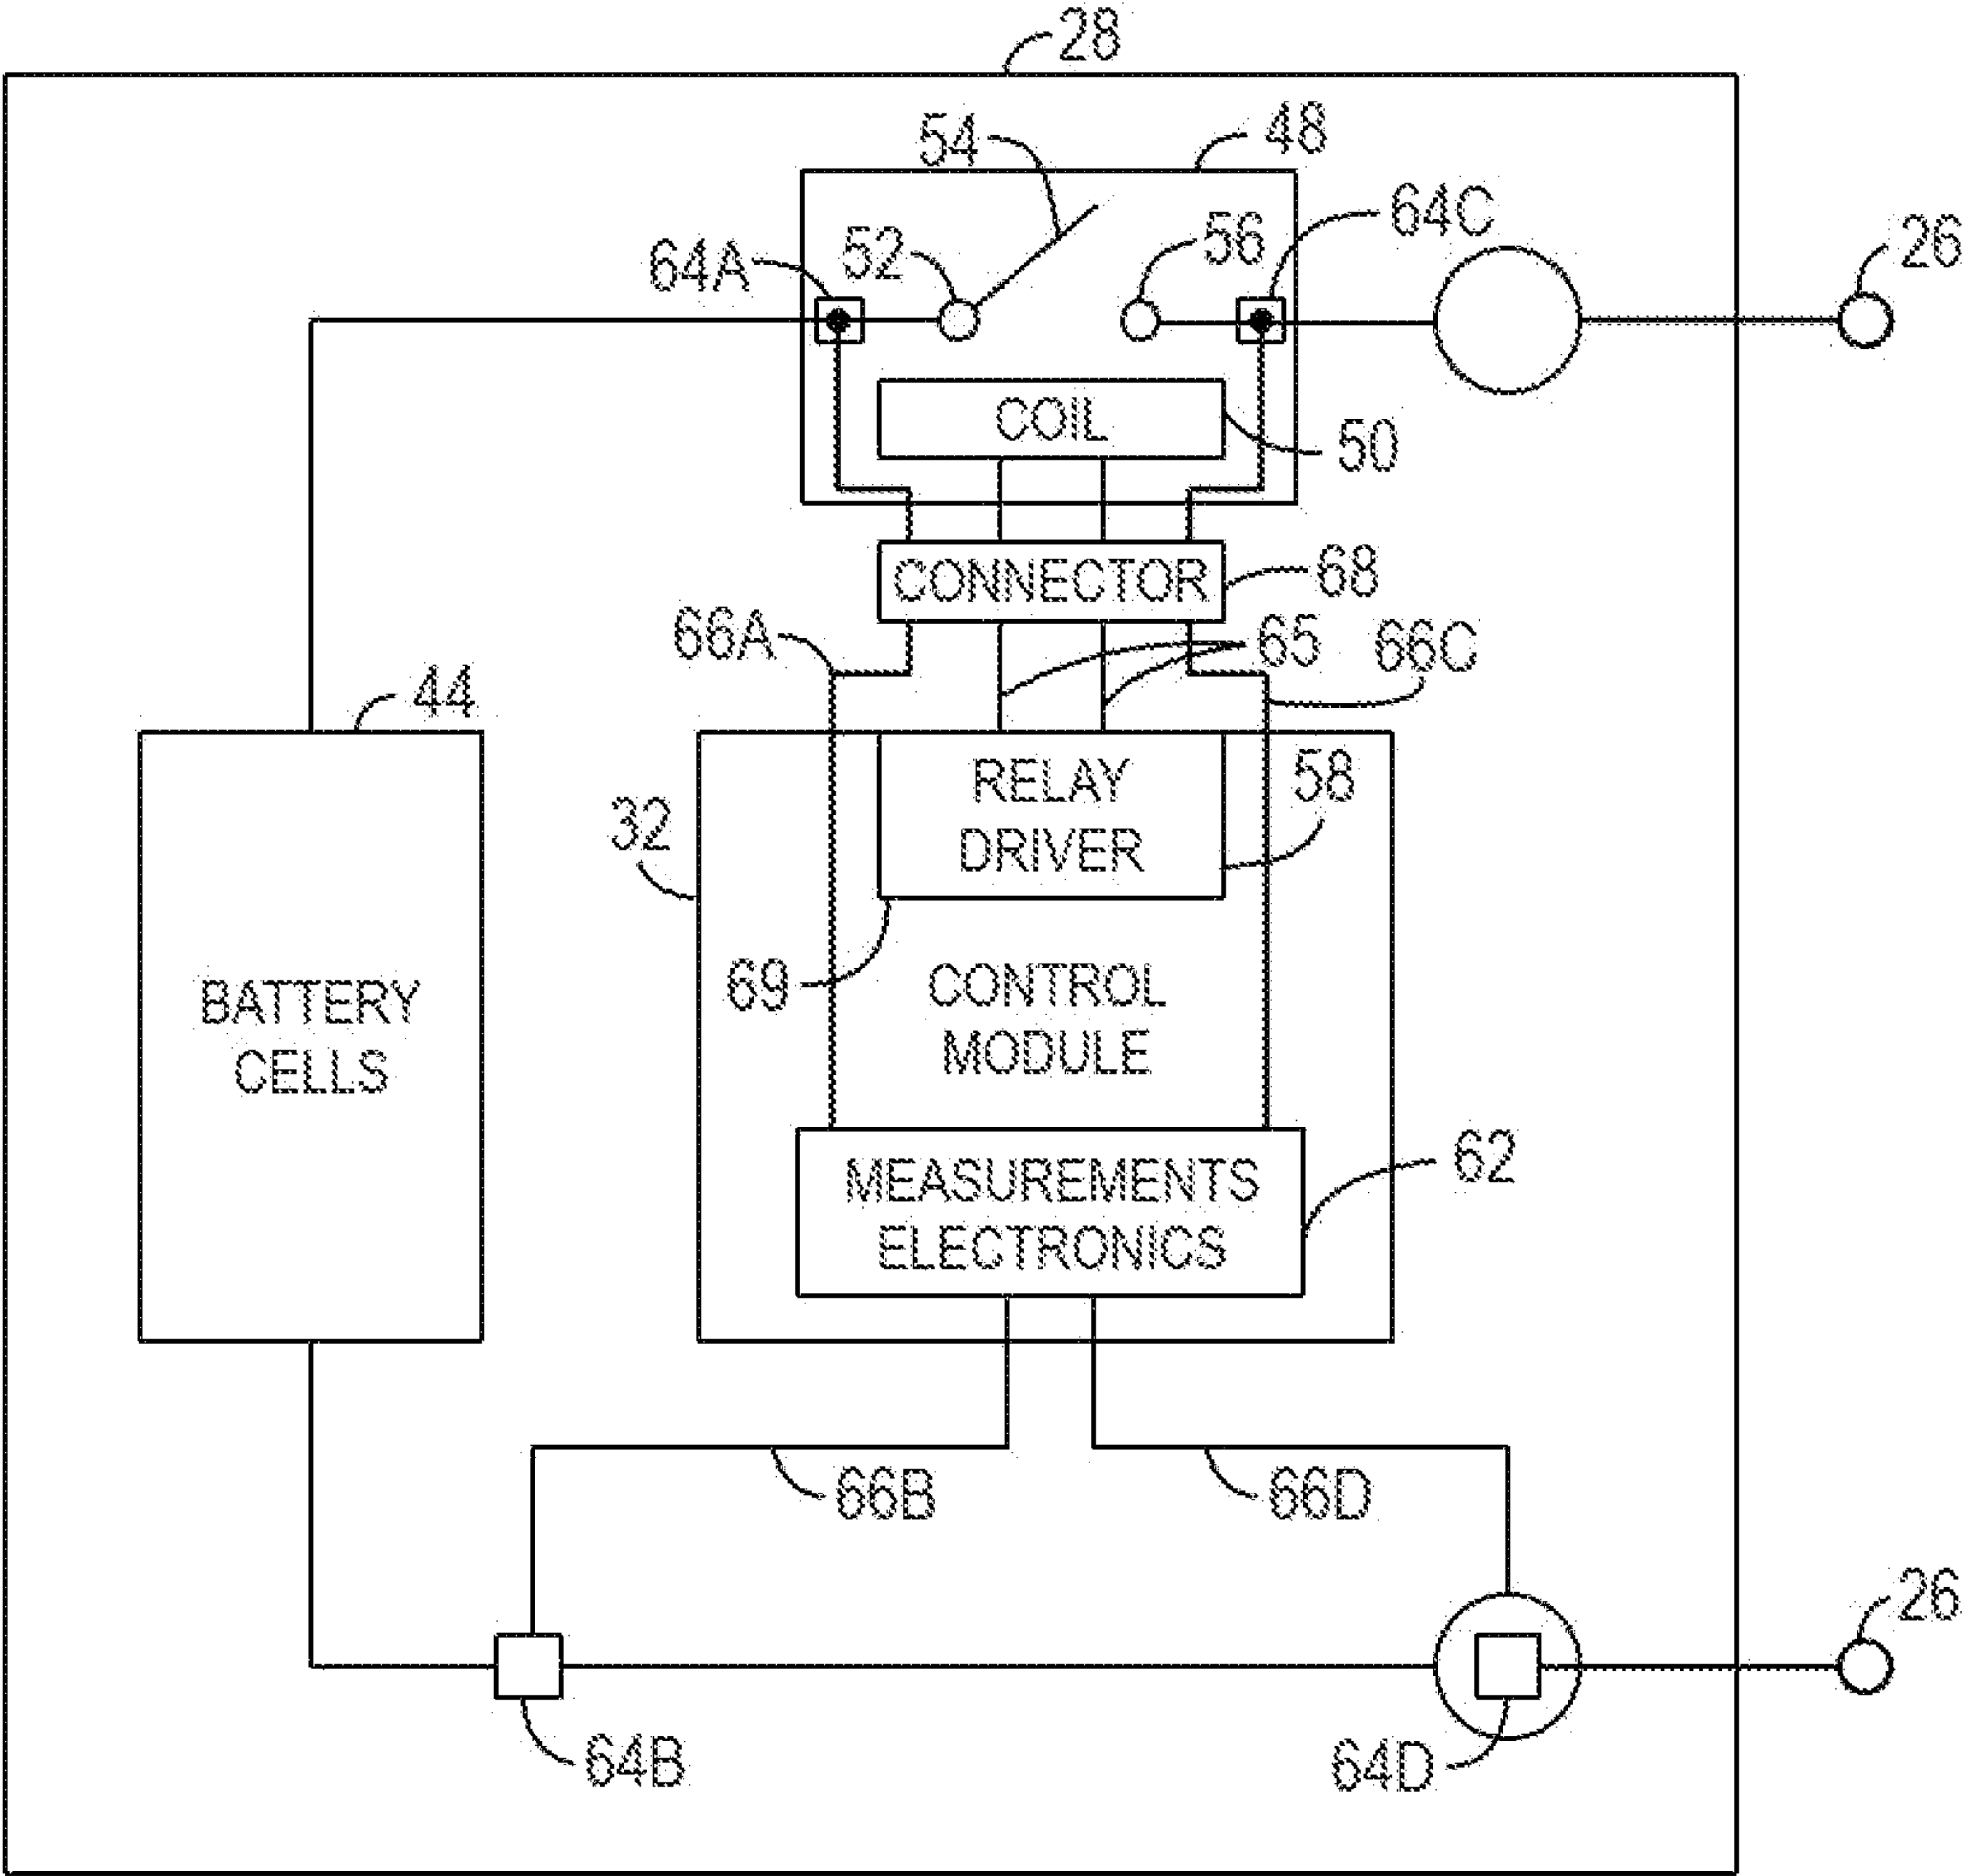 28
54
48
64A
52
56
64C
26
COIL
50
CONNECTOR
68
66A
65
66C
44
32
RELAY
DRIVER
58
69
BATTERY
CELLS
CONTROL
MODULE
MEASUREMENTS
ELECTRONICS
62
66B
66D
26
64B
64D